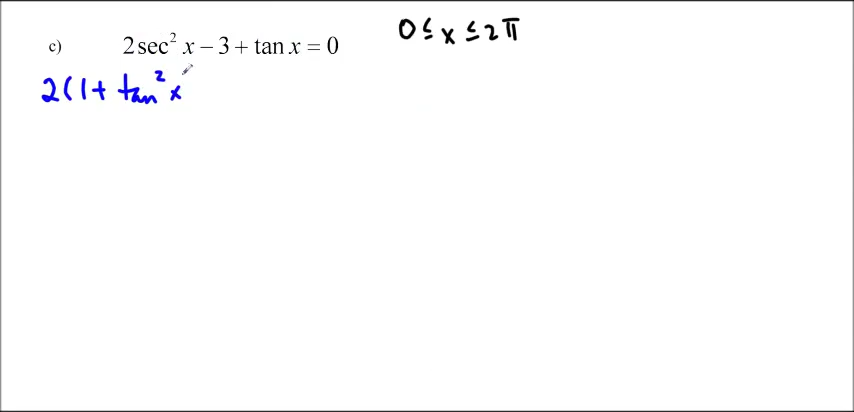 c) 2sec² x − 3 + tan x = 0 0 ≤ x ≤ 2π
2(1 + tan² x